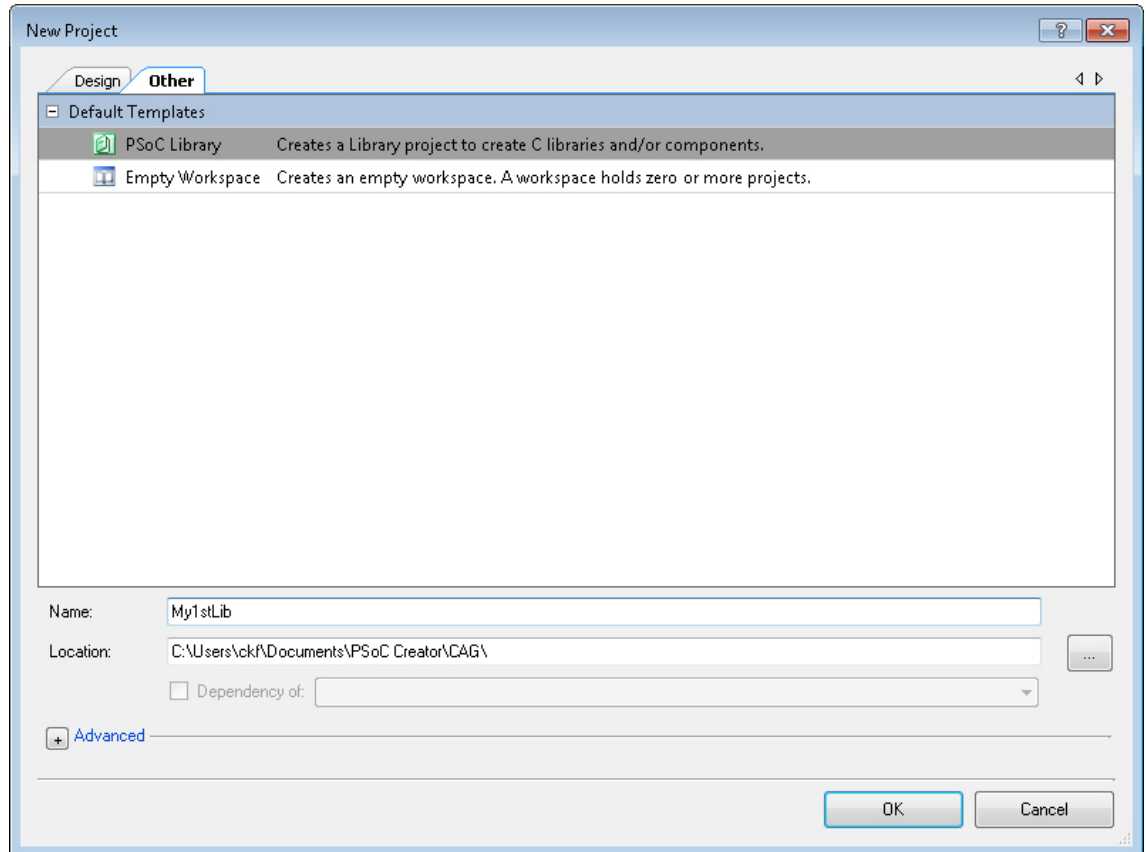 New Project
Design Other
Default Templates
PSoC Library Creates a Library project to create C libraries and/or components.
Empty Workspace Creates an empty workspace. A workspace holds zero or more projects.
Name: My1stLib
Location: C:\Users\ckf\Documents\PSoC Creator\CAG\
...
Dependency of:
Advanced
OK Cancel